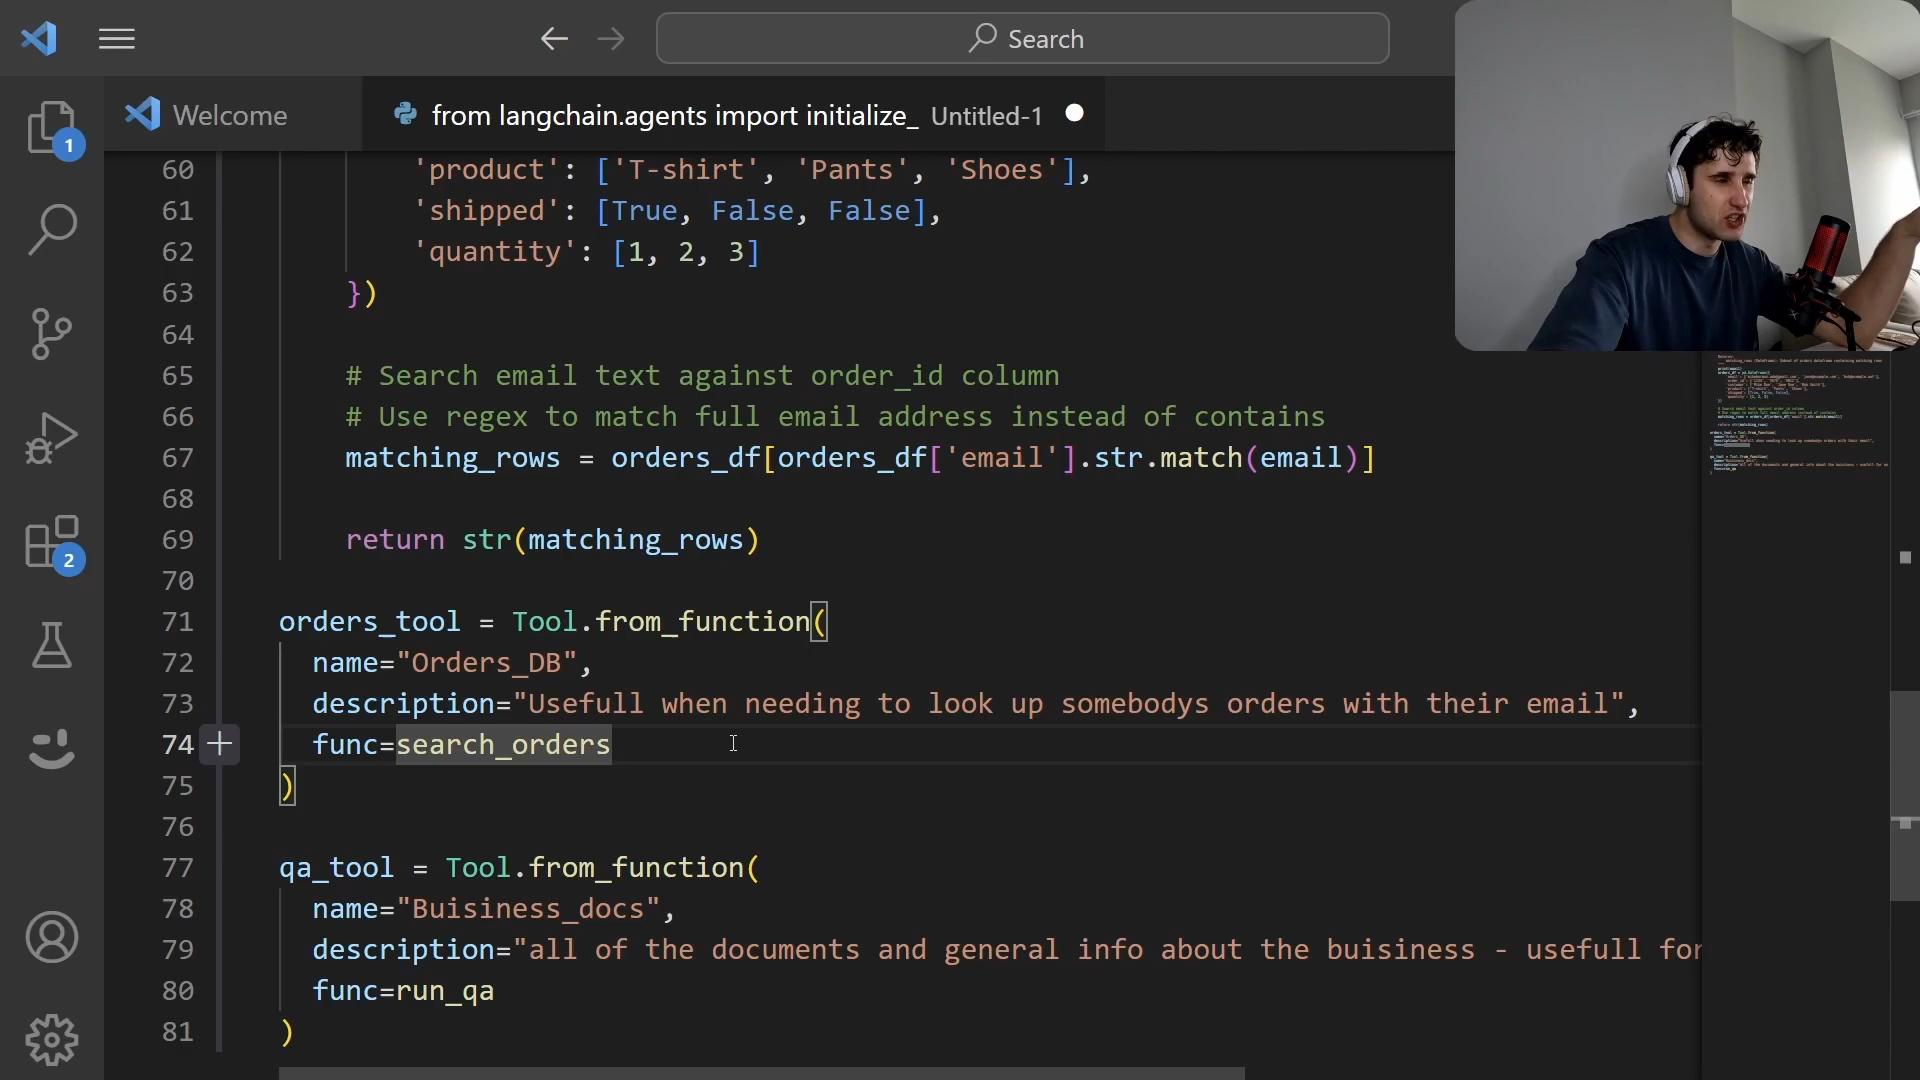 Search
Welcome
from langchain.agents import initialize_ Untitled-1
1
2
60 'product': ['T-shirt', 'Pants', 'Shoes'],
61 'shipped': [True, False, False],
62 'quantity': [1, 2, 3]
63 })
64
65 # Search email text against order_id column
66 # Use regex to match full email address instead of contains
67 matching_rows = orders_df[orders_df['email'].str.match(email)]
68
69 return str(matching_rows)
70
71 orders_tool = Tool.from_function(
72 name="Orders_DB",
73 description="Usefull when needing to look up somebodys orders with their email",
74 func=search_orders
75 )
76
77 qa_tool = Tool.from_function(
78 name="Buisiness_docs",
79 description="all of the documents and general info about the buisiness - usefull for
80 func=run_qa
81 )